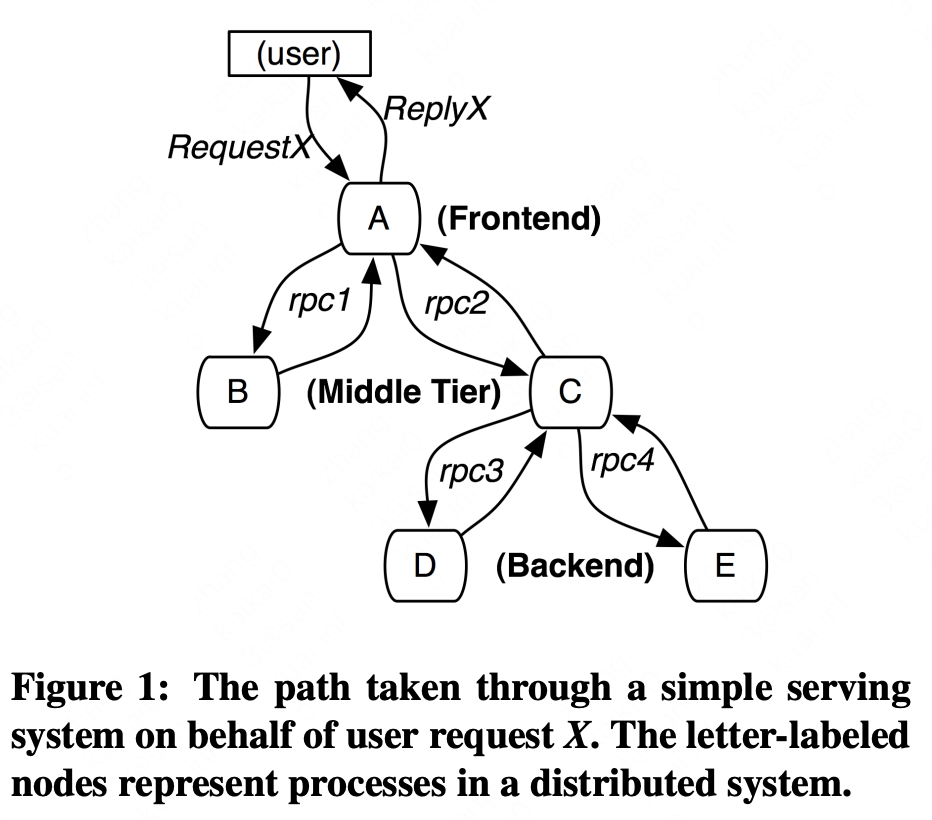 (user)
ReplyX
RequestX
A (Frontend)
rpc1 rpc2
B (Middle Tier) C
rpc3 rpc4
D (Backend) E
Figure 1: The path taken through a simple serving
system on behalf of user request X. The letter-labeled
nodes represent processes in a distributed system.